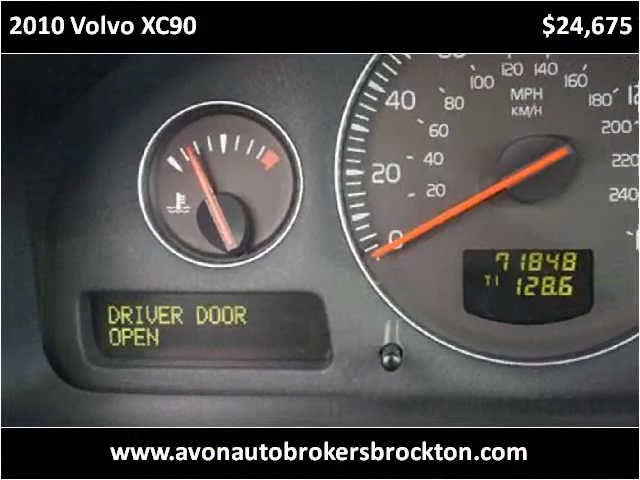 2010 Volvo XC90 $24,675
120 140
100 160
MPH
80 180
KM/H
40
60 200
40 220
20
20 240
0
71848
T1 128.6
DRIVER DOOR
OPEN
www.avonautobrokersbrockton.com